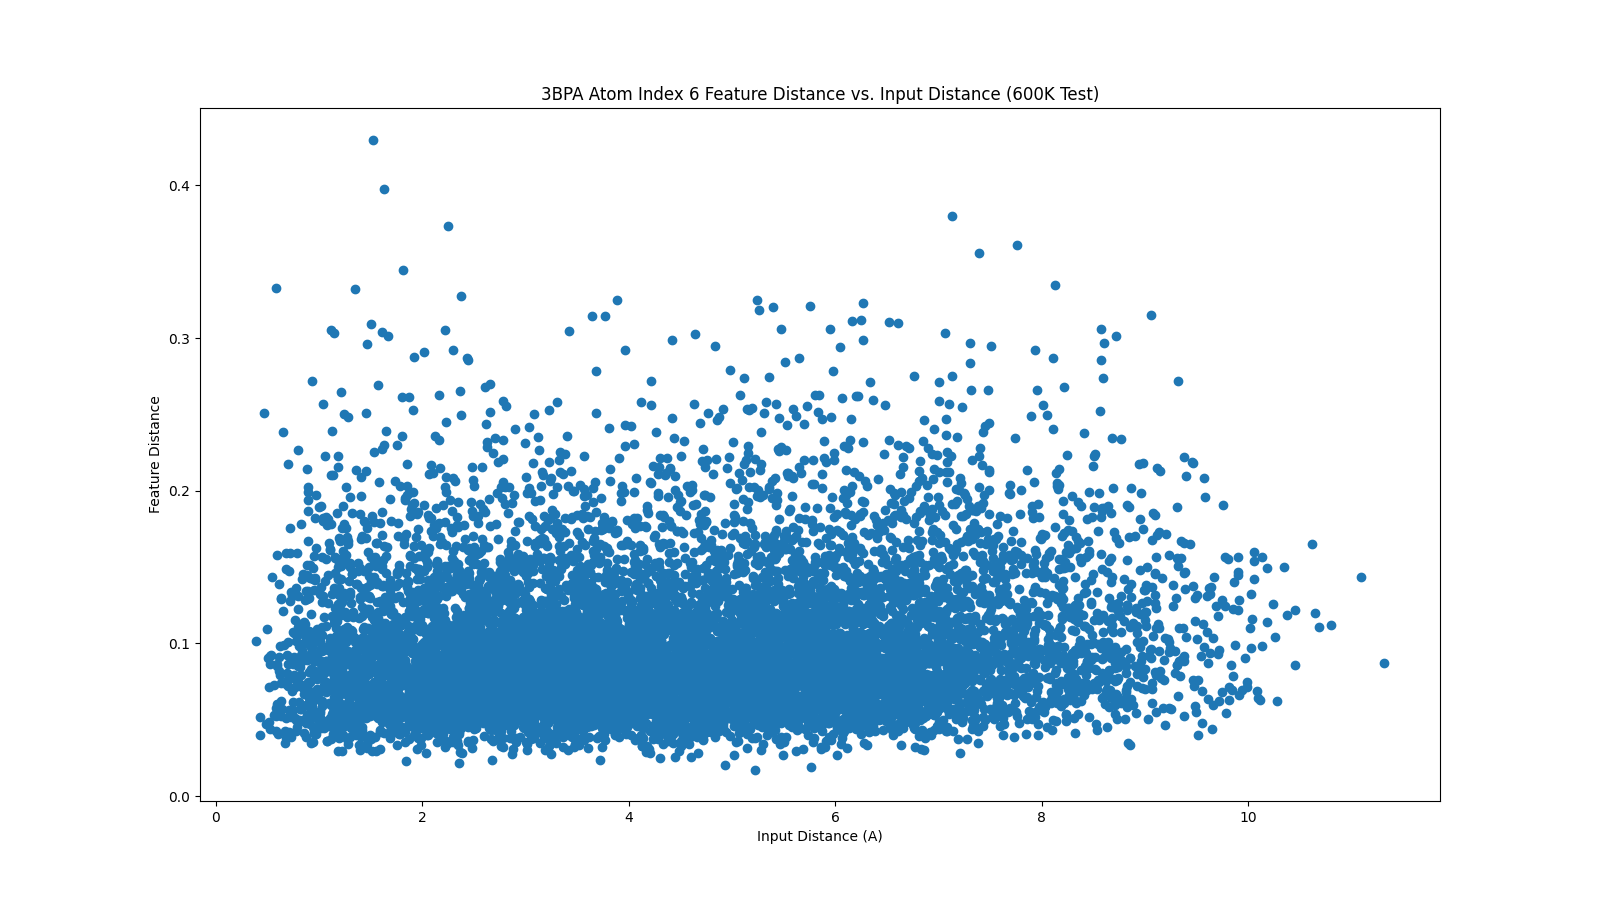 3BPA Atom Index 6 Feature Distance vs. Input Distance (600K Test)
Feature Distance
0.4
0.3
0.2
0.1
0.0
0 2 4 6 8 10
Input Distance (A)